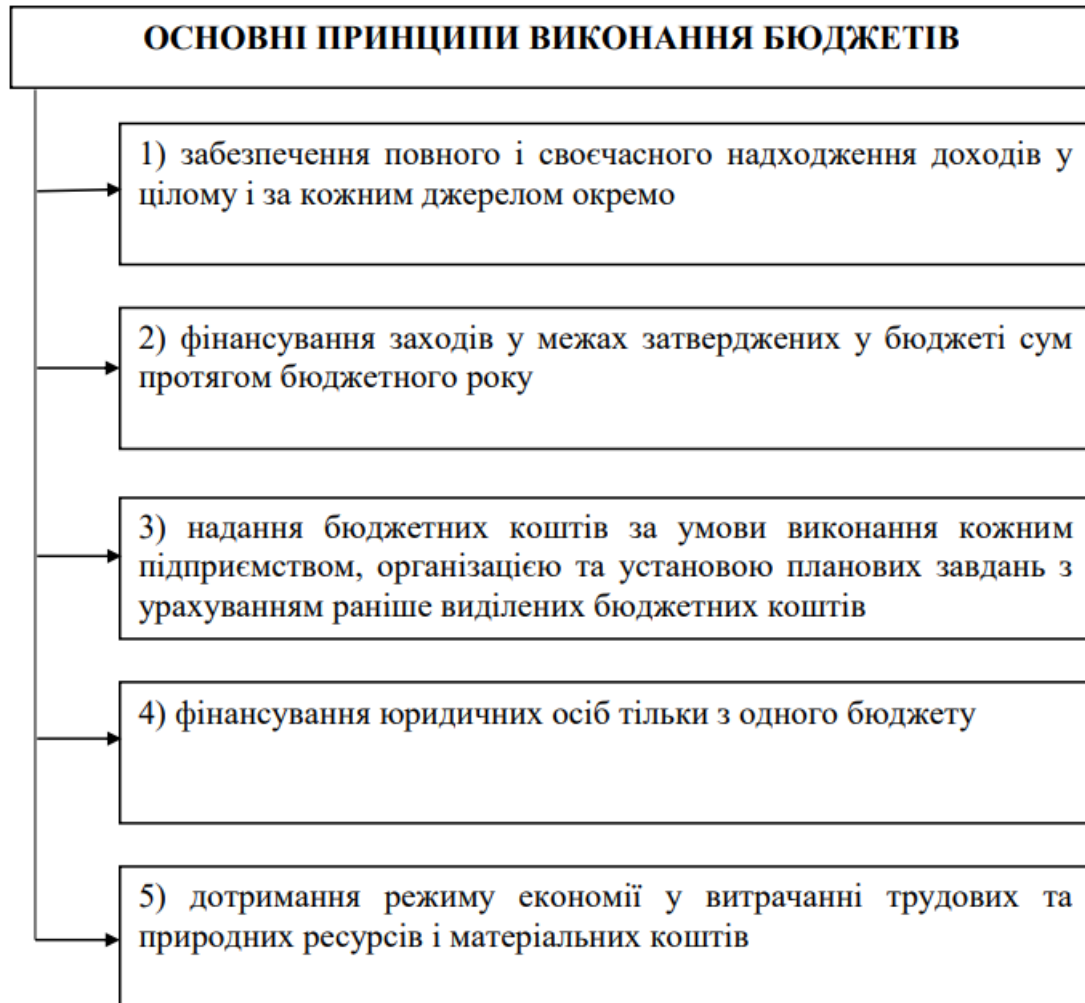 ОСНОВНІ ПРИНЦИПИ ВИКОНАННЯ БЮДЖЕТІВ
1) забезпечення повного і своєчасного надходження доходів у
цілому і за кожним джерелом окремо
2) фінансування заходів у межах затверджених у бюджеті сум
протягом бюджетного року
3) надання бюджетних коштів за умови виконання кожним
підприємством, організацією та установою планових завдань з
урахуванням раніше виділених бюджетних коштів
4) фінансування юридичних осіб тільки з одного бюджету
5) дотримання режиму економії у витрачанні трудових та
природних ресурсів і матеріальних коштів